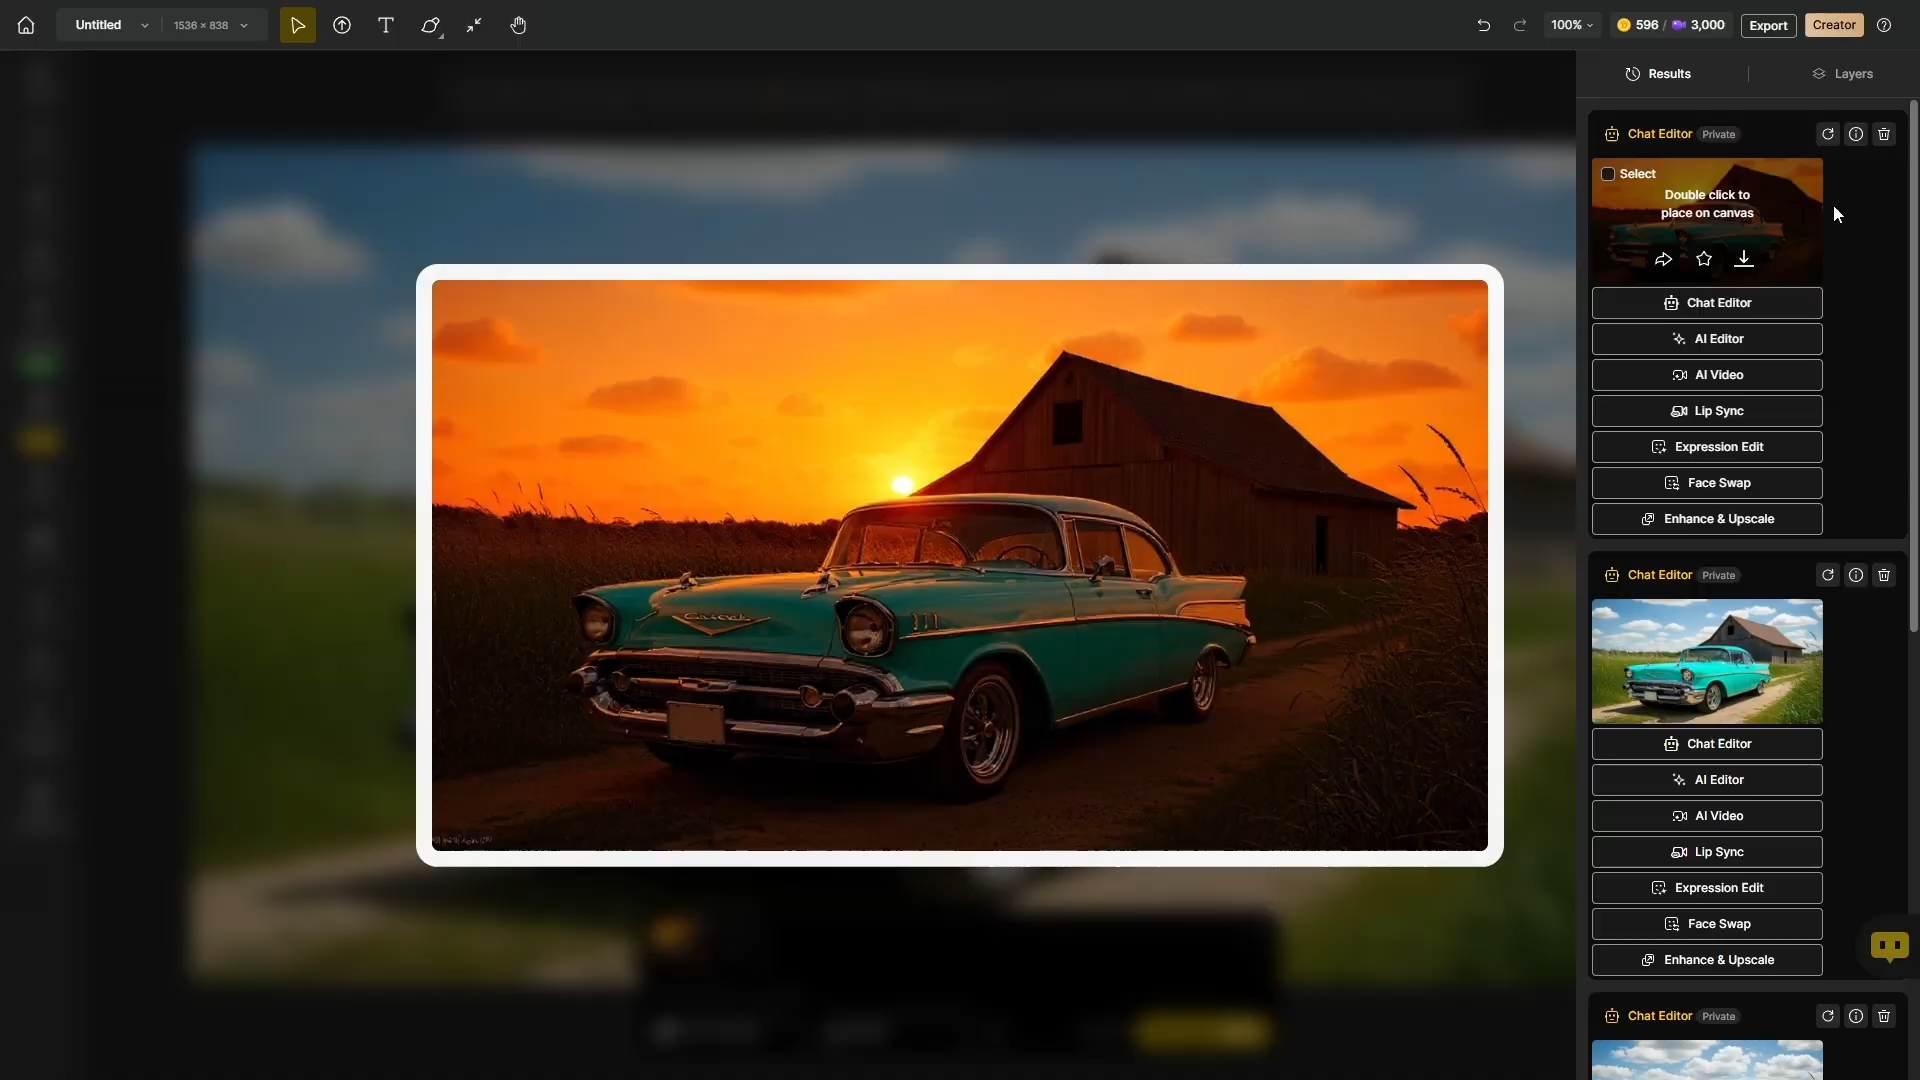 Untitled
1536 × 838
100%
596 / 3,000
Export
Creator
Results
Layers
Chat Editor Private
Select
Double click to
place on canvas
Chat Editor
AI Editor
AI Video
Lip Sync
Expression Edit
Face Swap
Enhance & Upscale
Chat Editor Private
Chat Editor
AI Editor
AI Video
Lip Sync
Expression Edit
Face Swap
Enhance & Upscale
Chat Editor Private